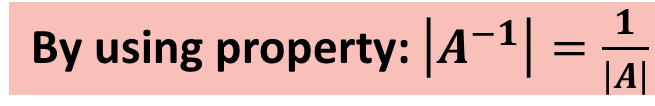 By using property: |A⁻¹| = 1/|A|